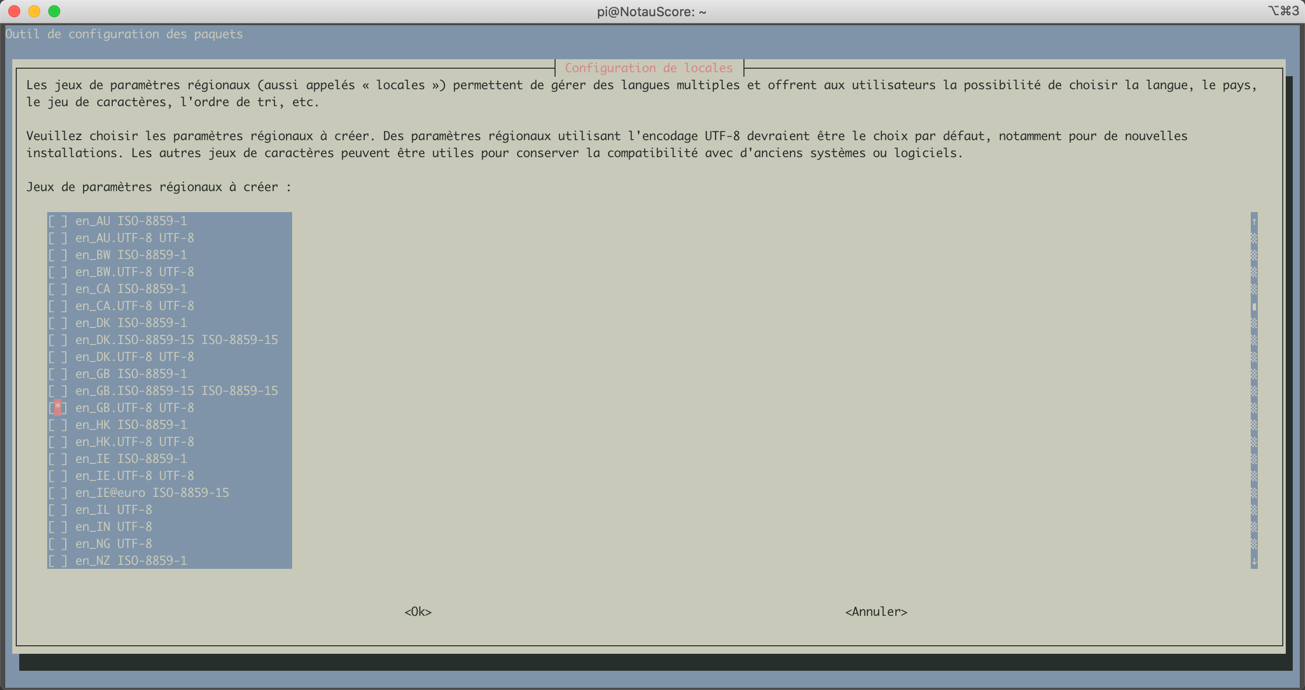 pi@NotauScore: ~
⌥⌘3
Outil de configuration des paquets
Configuration de locales
Les jeux de paramètres régionaux (aussi appelés « locales ») permettent de gérer des langues multiples et offrent aux utilisateurs la possibilité de choisir la langue, le pays,
le jeu de caractères, l'ordre de tri, etc.
Veuillez choisir les paramètres régionaux à créer. Des paramètres régionaux utilisant l'encodage UTF-8 devraient être le choix par défaut, notamment pour de nouvelles
installations. Les autres jeux de caractères peuvent être utiles pour conserver la compatibilité avec d'anciens systèmes ou logiciels.
Jeux de paramètres régionaux à créer :
[ ] en_AU ISO-8859-1
[ ] en_AU.UTF-8 UTF-8
[ ] en_BW ISO-8859-1
[ ] en_BW.UTF-8 UTF-8
[ ] en_CA ISO-8859-1
[ ] en_CA.UTF-8 UTF-8
[ ] en_DK ISO-8859-1
[ ] en_DK.ISO-8859-15 ISO-8859-15
[ ] en_DK.UTF-8 UTF-8
[ ] en_GB ISO-8859-1
[ ] en_GB.ISO-8859-15 ISO-8859-15
[*] en_GB.UTF-8 UTF-8
[ ] en_HK ISO-8859-1
[ ] en_HK.UTF-8 UTF-8
[ ] en_IE ISO-8859-1
[ ] en_IE.UTF-8 UTF-8
[ ] en_IE@euro ISO-8859-15
[ ] en_IL UTF-8
[ ] en_IN UTF-8
[ ] en_NG UTF-8
[ ] en_NZ ISO-8859-1
<Ok>
<Annuler>